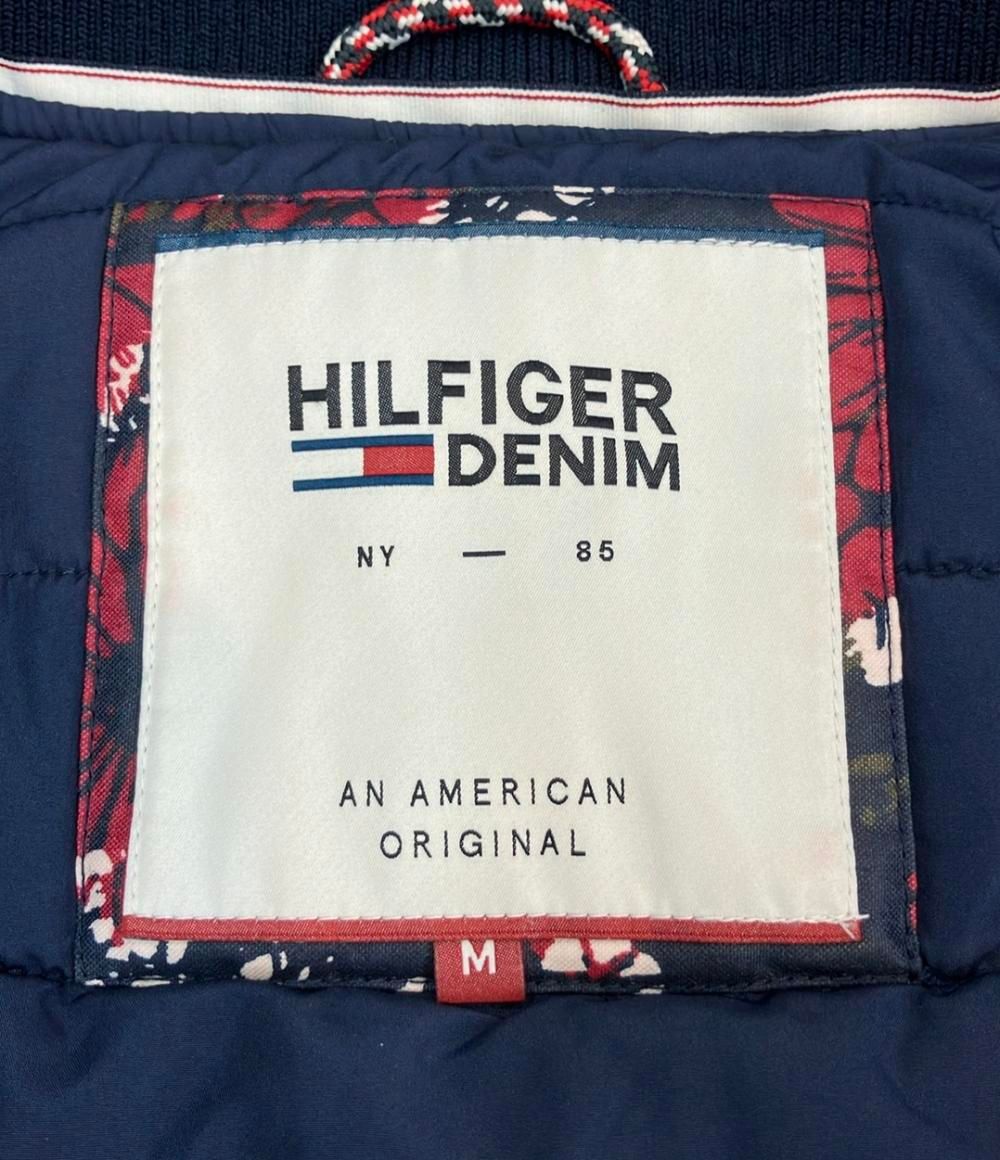 HILFIGER
DENIM
NY — 85
AN AMERICAN
ORIGINAL
M